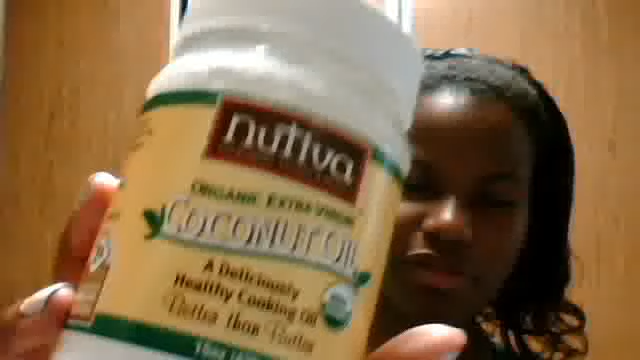 nutiva
ORGANIC EXTRA VIRGIN
COCONUT OIL
A Deliciously
Healthy Cooking Oil
Better than Butter